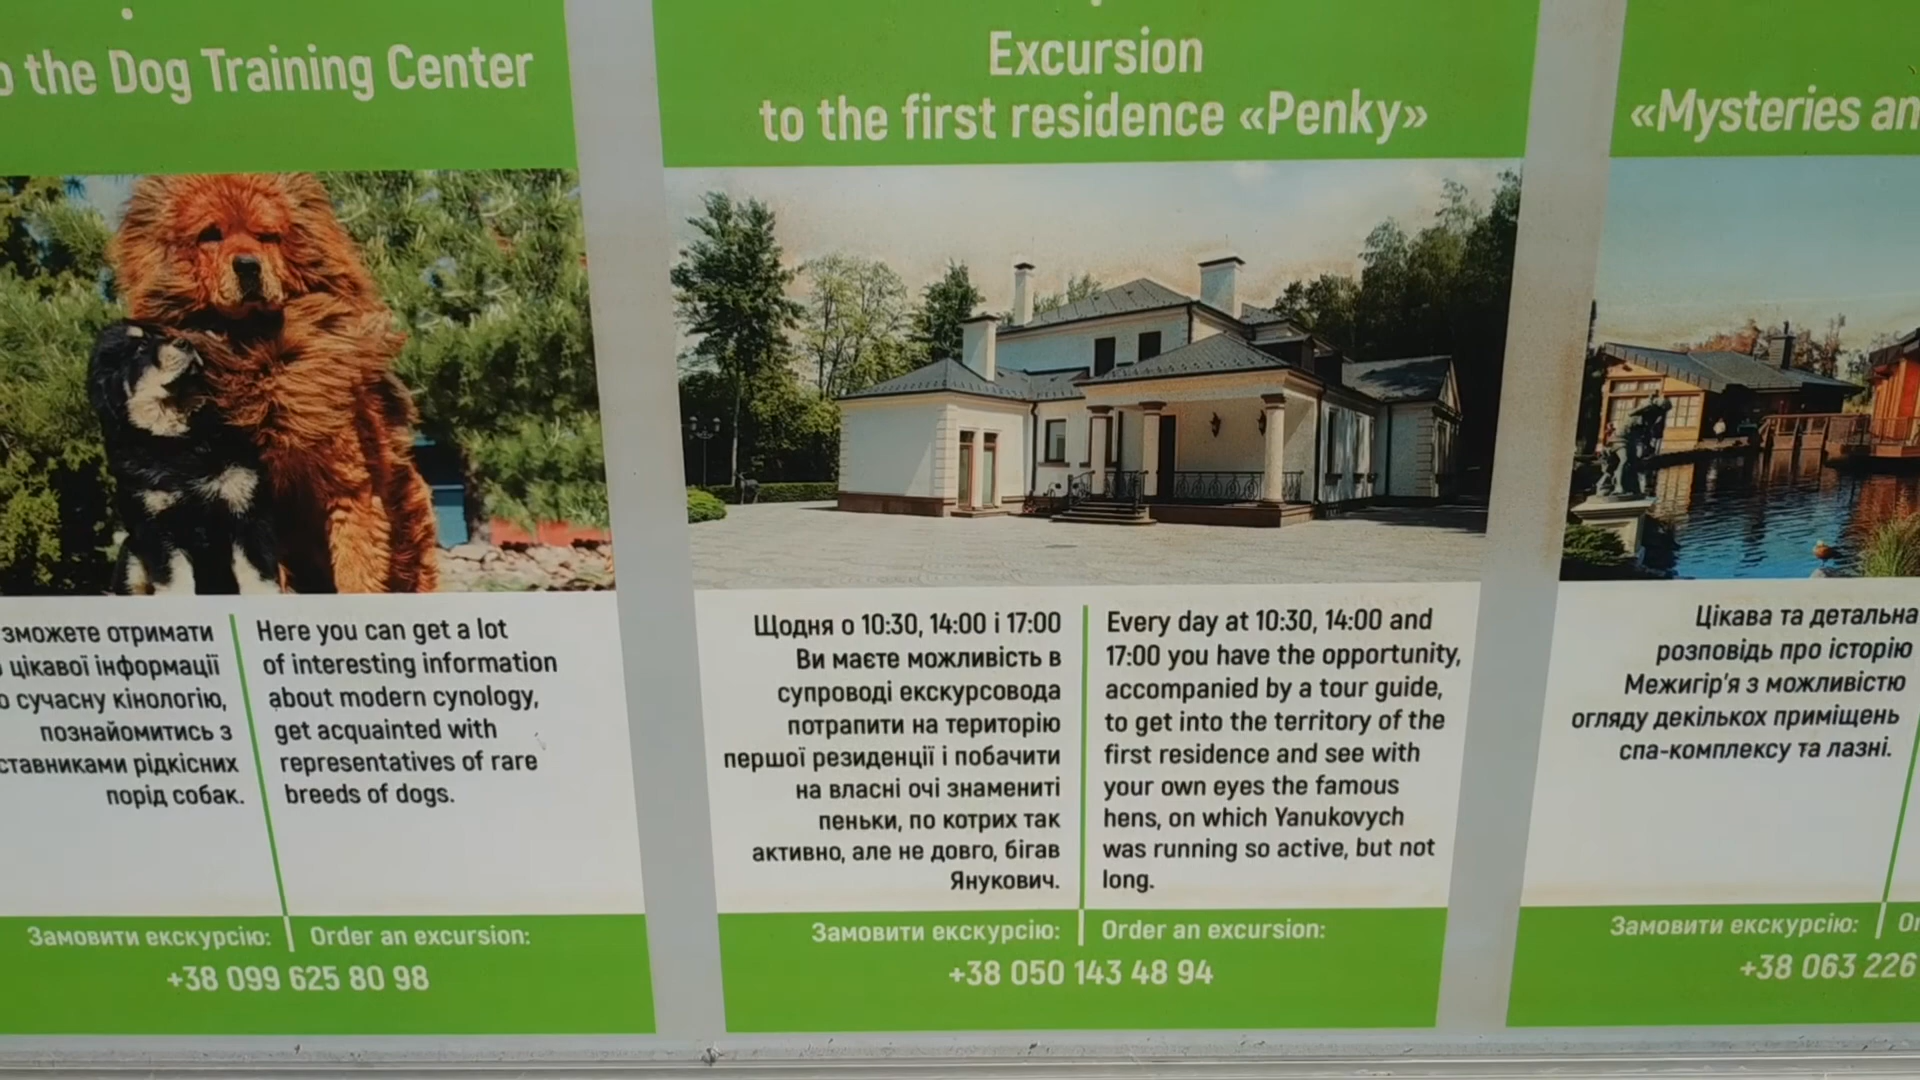 the Dog Training Center
зможете отримати
цікавої інформації
сучасну кінологію,
познайомитись з
рідкісних
порід собак.
Here you can get a lot
of interesting information
about modern cynology,
get acquainted with
representatives of rare
breeds of dogs.
Замовити екскурсію:
Order an excursion:
+38 099 625 80 98
Excursion
to the first residence «Penky»
Щодня о 10:30, 14:00 і 17:00
Ви маєте можливість в
супроводі екскурсовода
потрапити на територію
першої резиденції і побачити
на власні очі знамениті
пеньки, по котрих так
активно, але не довго, бігав
Янукович.
Every day at 10:30, 14:00 and
17:00 you have the opportunity,
accompanied by a tour guide,
to get into the territory of the
first residence and see with
your own eyes the famous
hens, on which Yanukovych
was running so active, but not
long.
Замовити екскурсію:
Order an excursion:
+38 050 143 48 94
«Mysteries
Цікава та детальна
розповідь про історію
Межигір'я з можливістю
огляду декількох приміщень
спа-комплексу та лазні.
Замовити екскурсію:
+38 063 226